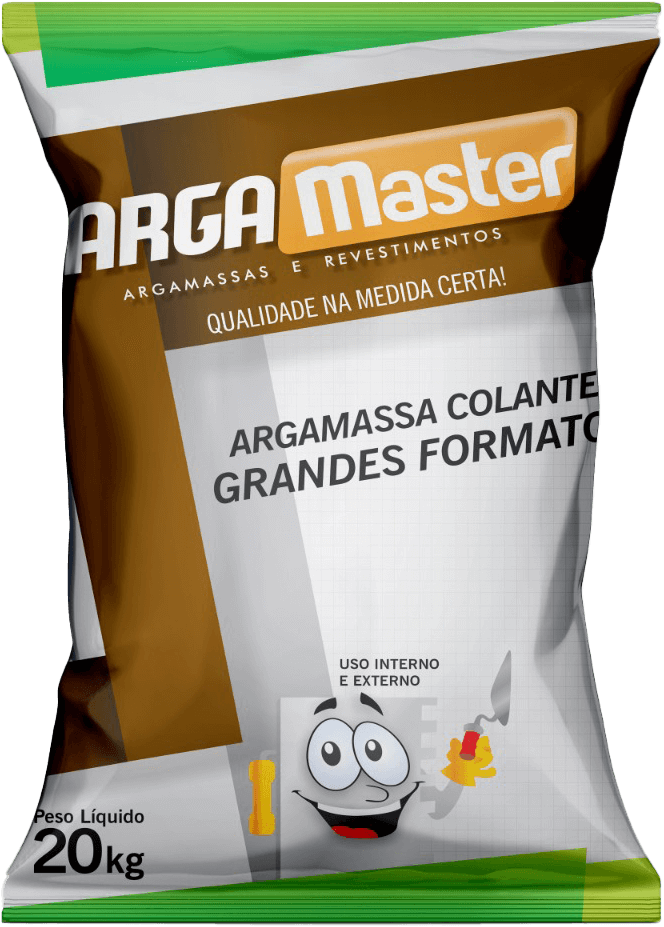 ARGA Master
ARGAMASSAS E REVESTIMENTOS
QUALIDADE NA MEDIDA CERTA!
ARGAMASSA COLANTE
GRANDES FORMATO
USO INTERNO
E EXTERNO
Peso Líquido
20kg